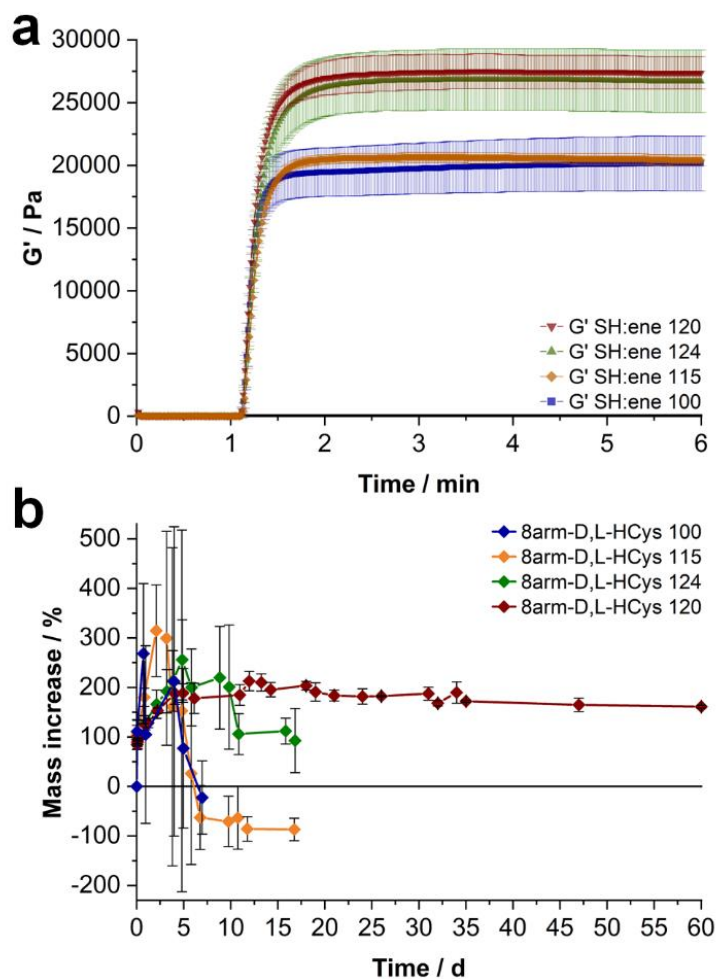 a
30000
25000
20000
15000
10000
5000
0
G' / Pa
G' SH:ene 120
G' SH:ene 124
G' SH:ene 115
G' SH:ene 100
0 1 2 3 4 5 6
Time / min
b
500
400
300
200
100
0
-100
-200
Mass increase / %
8arm-D,L-HCys 100
8arm-D,L-HCys 115
8arm-D,L-HCys 124
8arm-D,L-HCys 120
0 5 10 15 20 25 30 35 40 45 50 55 60
Time / d